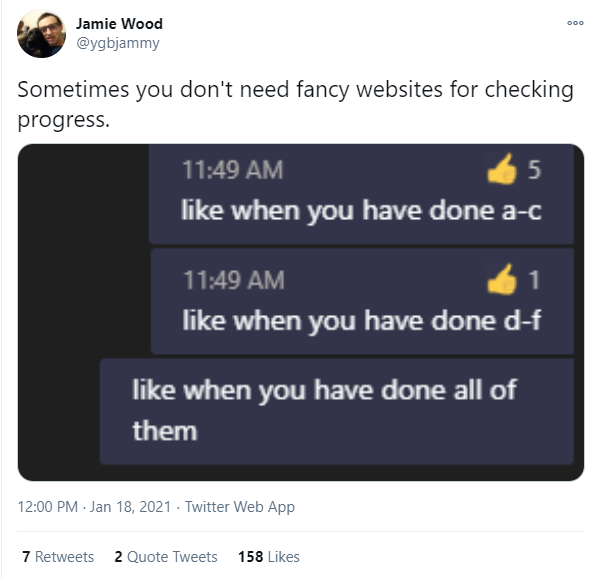 Jamie Wood
@ygbjammy
Sometimes you don't need fancy websites for checking
progress.
11:49 AM 👍 5
like when you have done a-c
11:49 AM 👍 1
like when you have done d-f
like when you have done all of
them
12:00 PM · Jan 18, 2021 · Twitter Web App
7 Retweets 2 Quote Tweets 158 Likes